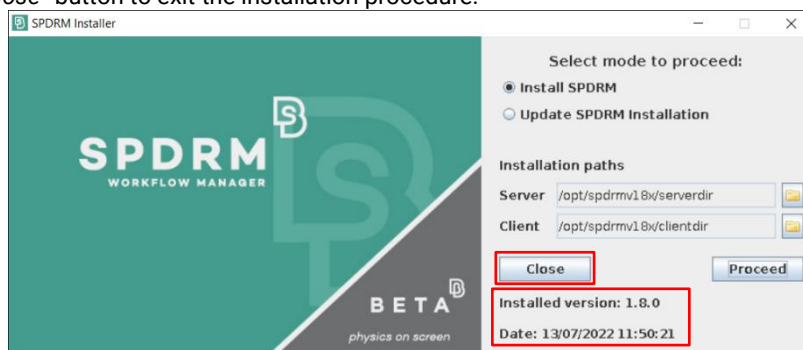 ose" button to exit the installation procedure.
SPDRM Installer
SPDRM
WORKFLOW MANAGER
BETA
physics on screen
Select mode to proceed:
Install SPDRM
Update SPDRM Installation
Installation paths
Server /opt/spdrmv18x/serverdir
Client /opt/spdrmv18x/clientdir
Close Proceed
Installed version: 1.8.0
Date: 13/07/2022 11:50:21